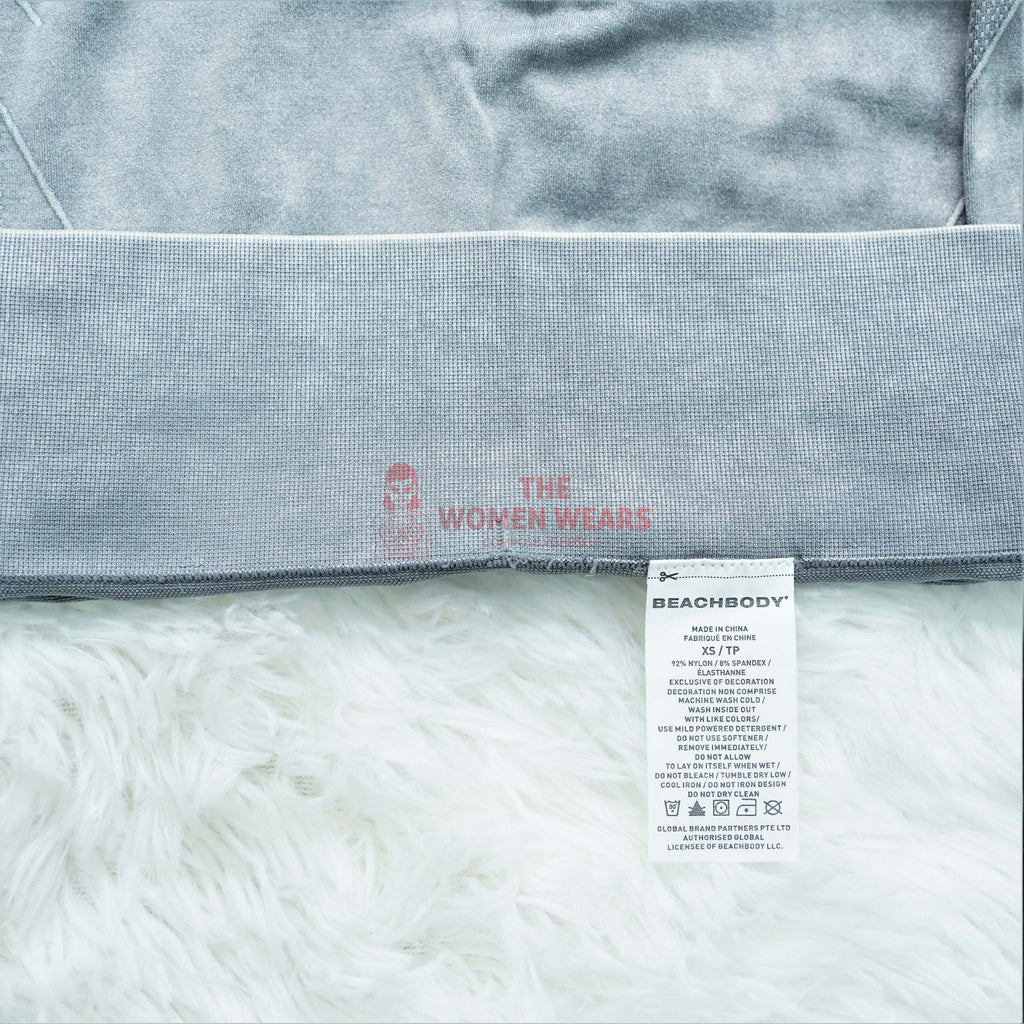 THE
WOMEN WEARS
COMPOSE YOURSELF
BEACHBODY®
MADE IN CHINA
FABRIQUÉ EN CHINE
XS / TP
92% NYLON / 8% SPANDEX /
ÉLASTHANNE
EXCLUSIVE OF DECORATION
DECORATION NON COMPRISE
MACHINE WASH COLD /
WASH INSIDE OUT
WITH LIKE COLORS/
USE MILD POWERED DETERGENT /
DO NOT USE SOFTENER /
REMOVE IMMEDIATELY/
DO NOT ALLOW
TO LAY ON ITSELF WHEN WET /
DO NOT BLEACH / TUMBLE DRY LOW /
COOL IRON / DO NOT IRON DESIGN
DO NOT DRY CLEAN
30°
GLOBAL BRAND PARTNERS PTE LTD
AUTHORISED GLOBAL
LICENSEE OF BEACHBODY LLC.